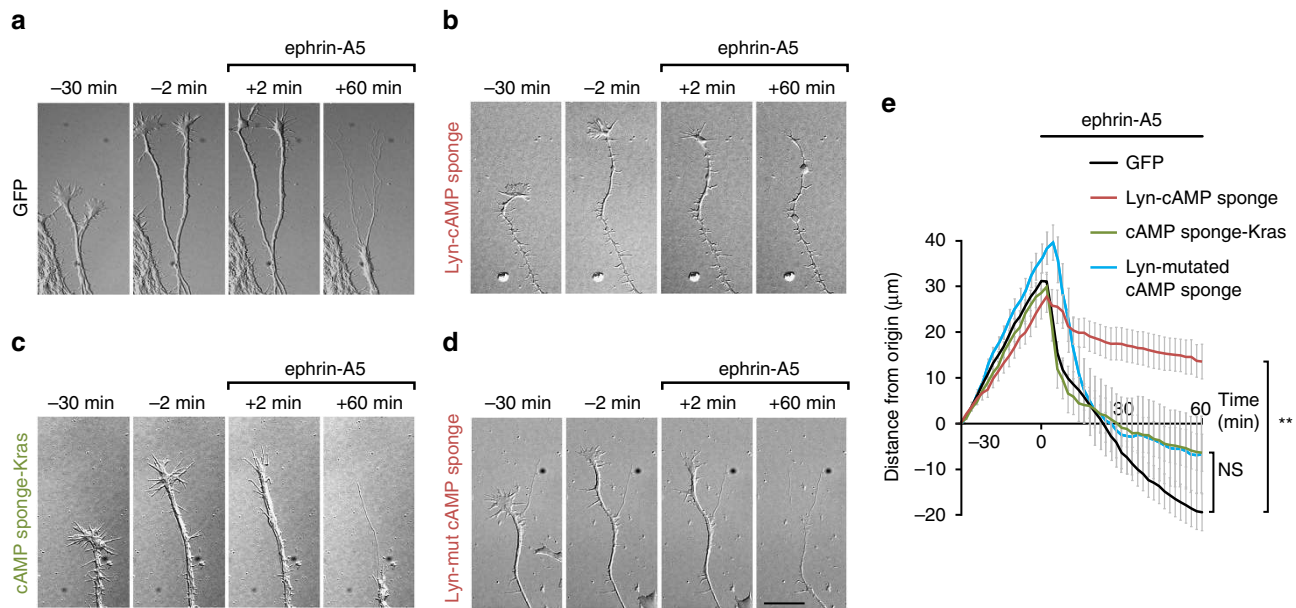 a
ephrin-A5
–30 min –2 min +2 min +60 min
GFP
b
ephrin-A5
–30 min –2 min +2 min +60 min
Lyn-cAMP sponge
c
ephrin-A5
–30 min –2 min +2 min +60 min
cAMP sponge-Kras
d
ephrin-A5
–30 min –2 min +2 min +60 min
Lyn-mut cAMP sponge
e
ephrin-A5
GFP
Lyn-cAMP sponge
cAMP sponge-Kras
Lyn-mutated
cAMP sponge
Distance from origin (μm)
40
30
20
10
0
–10
–20
–30 0 30 60
Time
(min)
NS
**